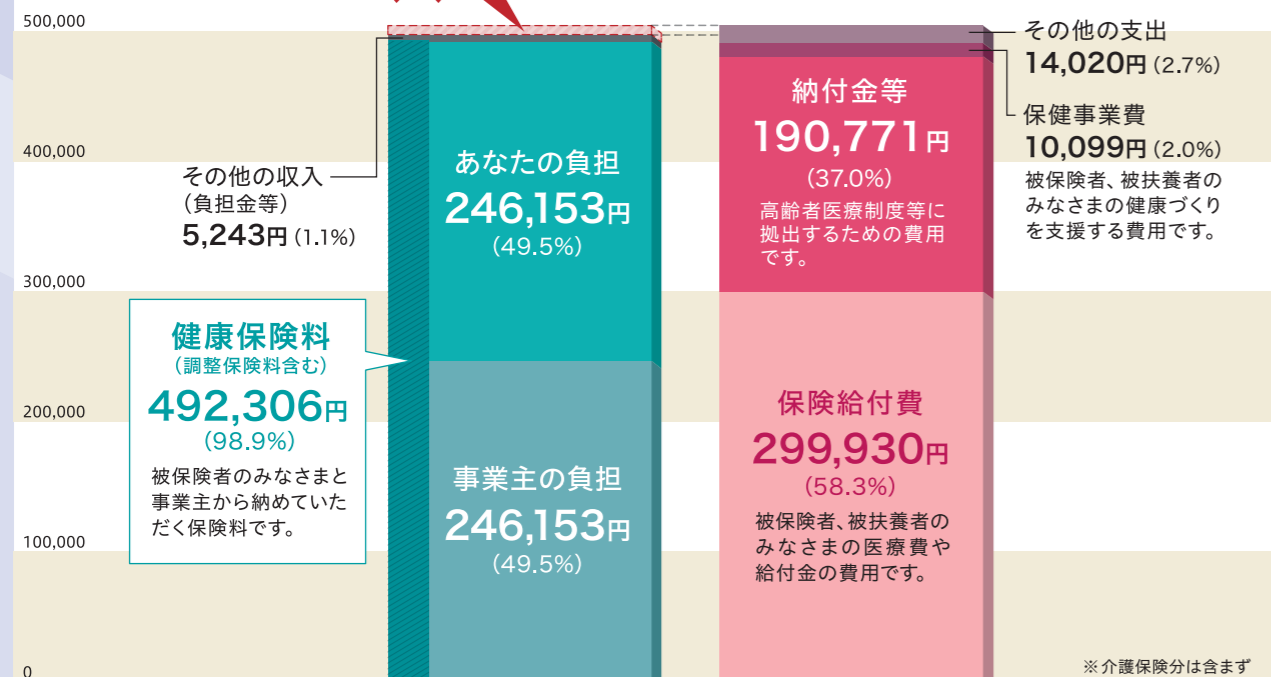 500,000
400,000
300,000
200,000
100,000
0
その他の収入
（負担金等）
5,243円（1.1%）
健康保険料
（調整保険料含む）
492,306円
（98.9%）
被保険者のみなさまと
事業主から納めていた
だく保険料です。
あなたの負担
246,153円
（49.5%）
事業主の負担
246,153円
（49.5%）
納付金等
190,771円
（37.0%）
高齢者医療制度等に
拠出するための費用
です。
保険給付費
299,930円
（58.3%）
被保険者、被扶養者の
みなさまの医療費や
給付金の費用です。
その他の支出
14,020円（2.7%）
保健事業費
10,099円（2.0%）
被保険者、被扶養者の
みなさまの健康づくり
を支援する費用です。
※介護保険分は含まず